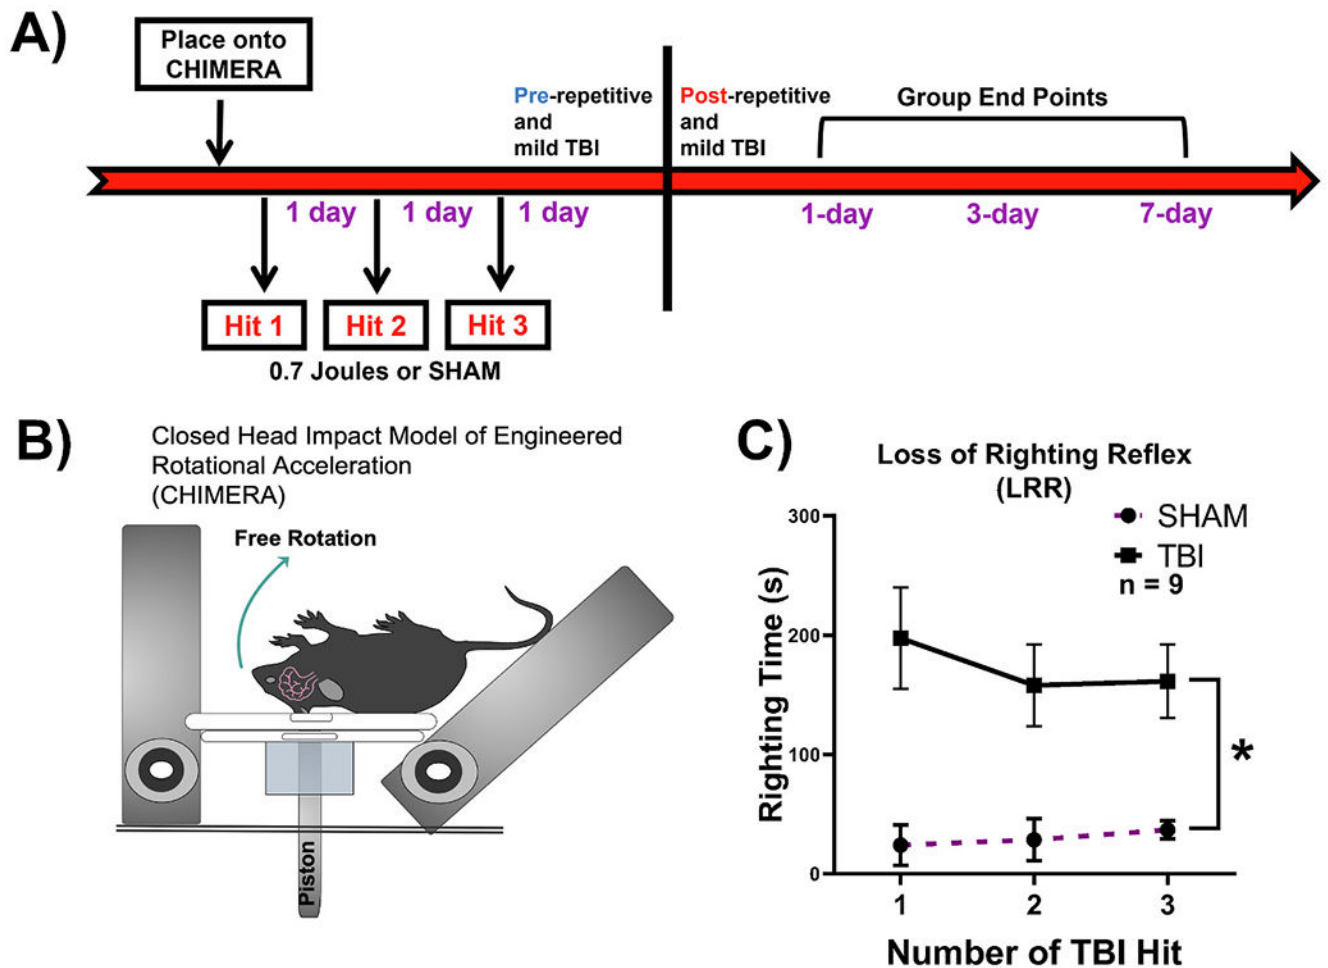 A)
Place onto
CHIMERA
Pre-repetitive
and
mild TBI
Post-repetitive
and
mild TBI
Group End Points
1 day
1 day
1 day
1-day
3-day
7-day
Hit 1
Hit 2
Hit 3
0.7 Joules or SHAM
B)
Closed Head Impact Model of Engineered
Rotational Acceleration
(CHIMERA)
Free Rotation
Piston
C)
Loss of Righting Reflex
(LRR)
SHAM
TBI
n = 9
Righting Time (s)
300
200
100
0
*
1
2
3
Number of TBI Hit